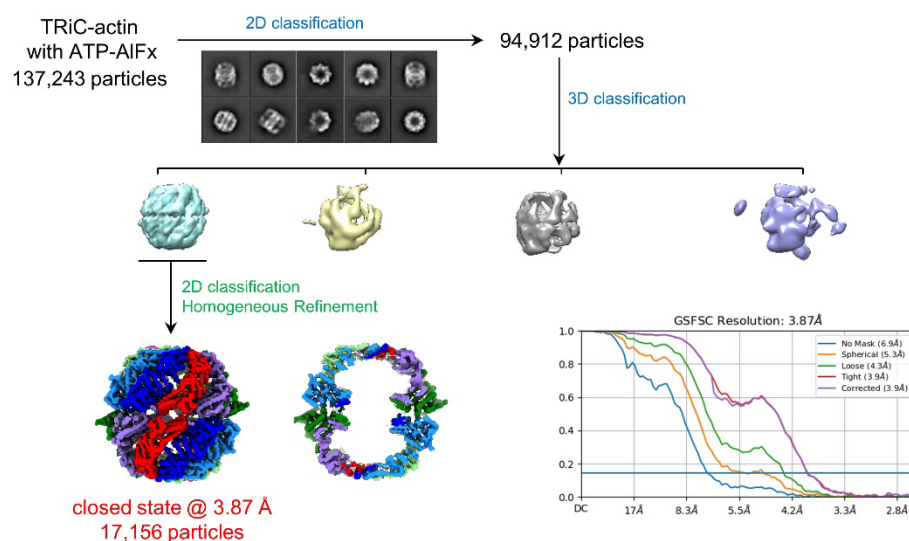 TRiC-actin
with ATP-AlFx
137,243 particles
2D classification
94,912 particles
3D classification
2D classification
Homogeneous Refinement
closed state @ 3.87 Å
17,156 particles
GSFSC Resolution: 3.87Å
No Mask (6.9Å)
Spherical (5.3Å)
Loose (4.3Å)
Tight (3.9Å)
Corrected (3.9Å)
1.0
0.8
0.6
0.4
0.2
0.0
DC 17Å 8.3Å 5.5Å 4.2Å 3.3Å 2.8Å